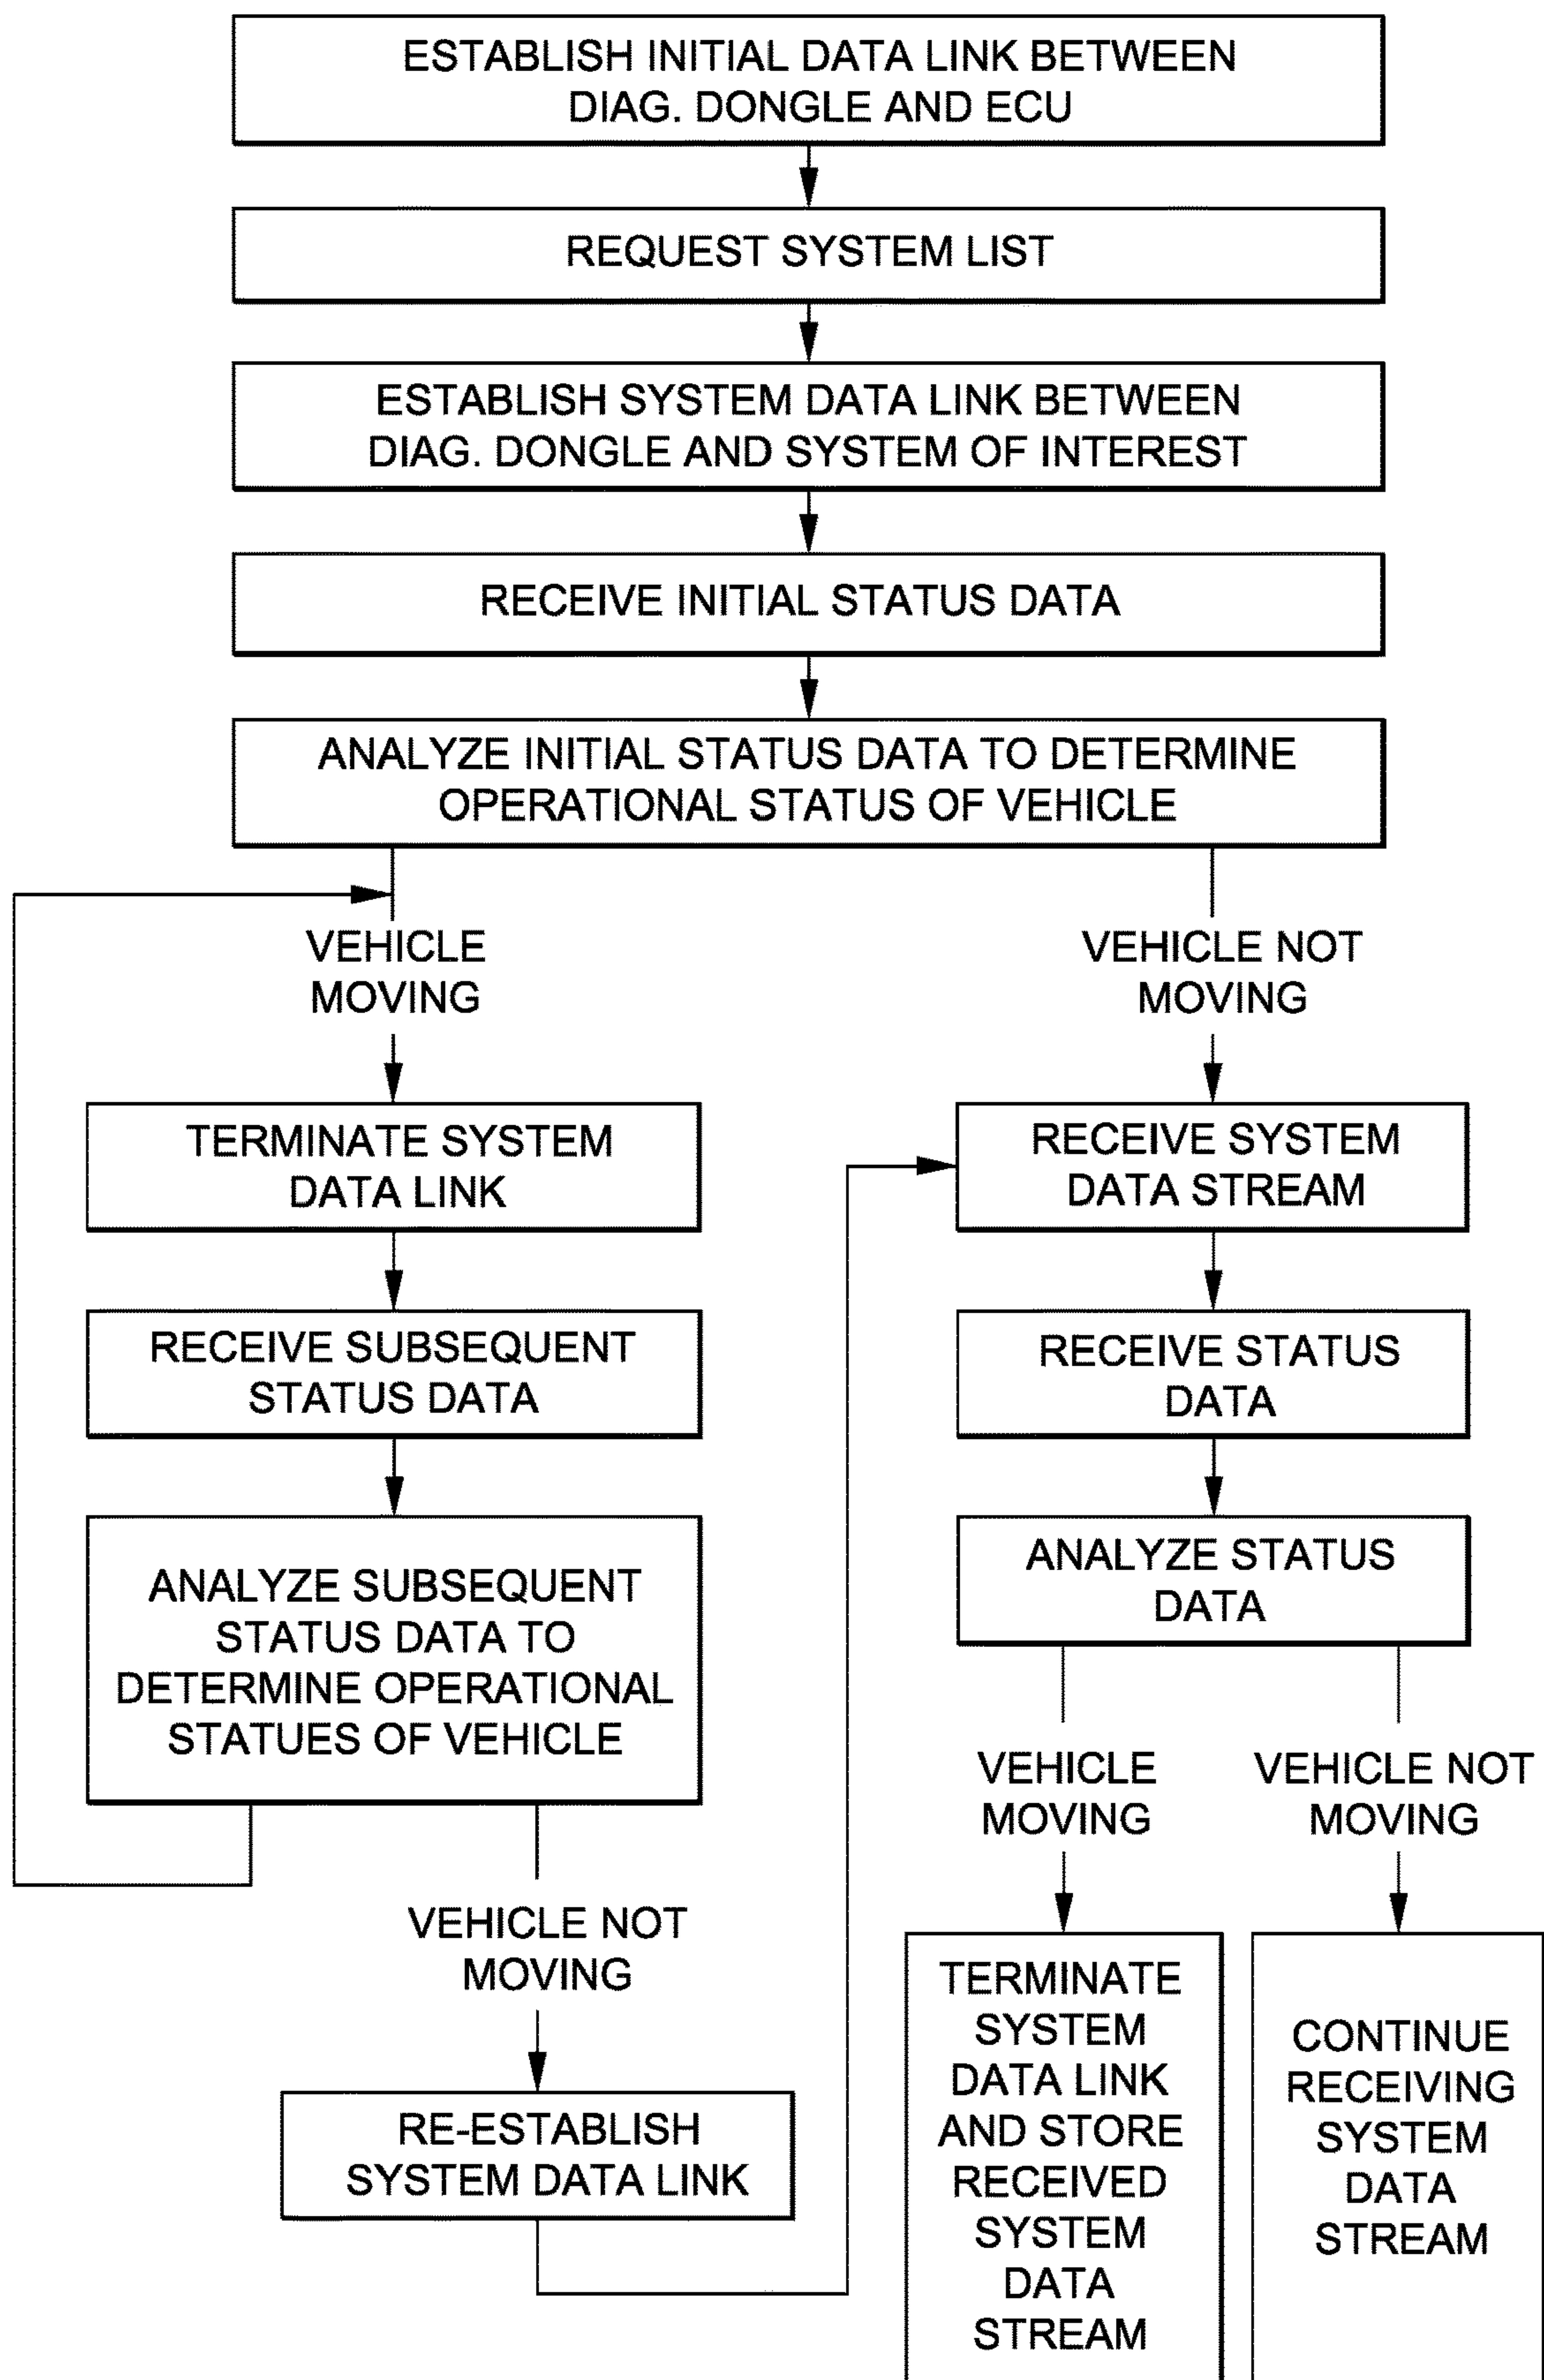 ESTABLISH INITIAL DATA LINK BETWEEN
DIAG. DONGLE AND ECU
REQUEST SYSTEM LIST
ESTABLISH SYSTEM DATA LINK BETWEEN
DIAG. DONGLE AND SYSTEM OF INTEREST
RECEIVE INITIAL STATUS DATA
ANALYZE INITIAL STATUS DATA TO DETERMINE
OPERATIONAL STATUS OF VEHICLE
VEHICLE
MOVING
TERMINATE SYSTEM
DATA LINK
RECEIVE SUBSEQUENT
STATUS DATA
ANALYZE SUBSEQUENT
STATUS DATA TO
DETERMINE OPERATIONAL
STATUES OF VEHICLE
VEHICLE NOT
MOVING
RE-ESTABLISH
SYSTEM DATA LINK
VEHICLE NOT
MOVING
RECEIVE SYSTEM
DATA STREAM
RECEIVE STATUS
DATA
ANALYZE STATUS
DATA
VEHICLE
MOVING
TERMINATE
SYSTEM
DATA LINK
AND STORE
RECEIVED
SYSTEM
DATA
STREAM
VEHICLE NOT
MOVING
CONTINUE
RECEIVING
SYSTEM
DATA
STREAM